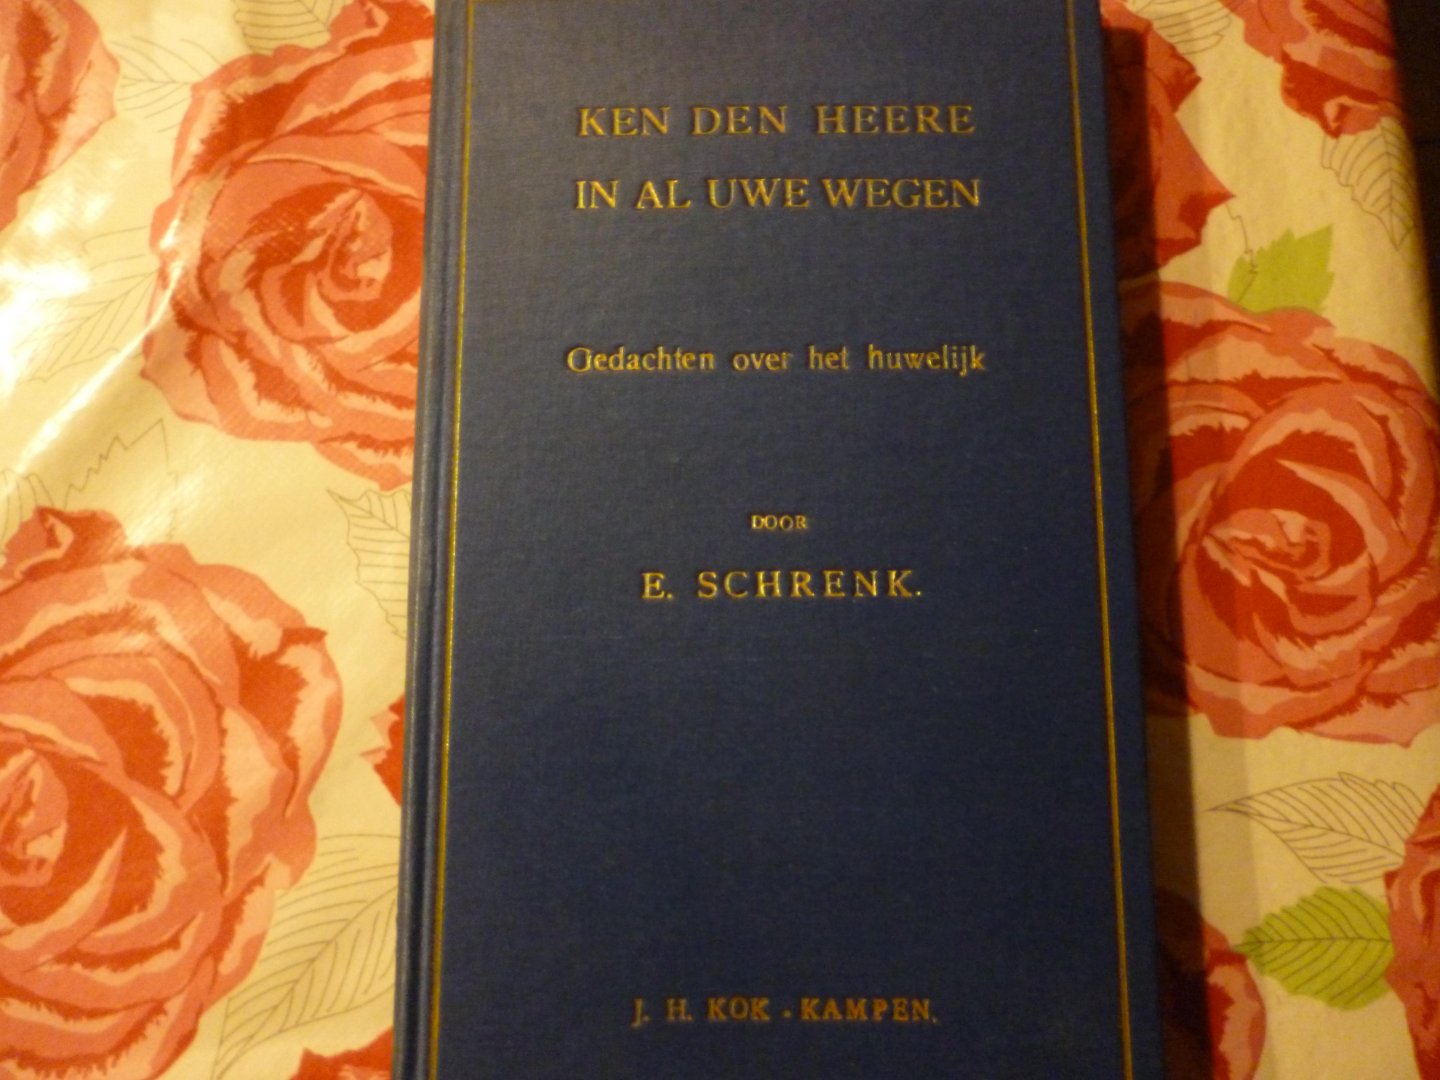 KEN DEN HEERE
IN AL UWE WEGEN
Gedachten over het huwelijk
DOOR
E. SCHRENK.
J. H. KOK - KAMPEN.